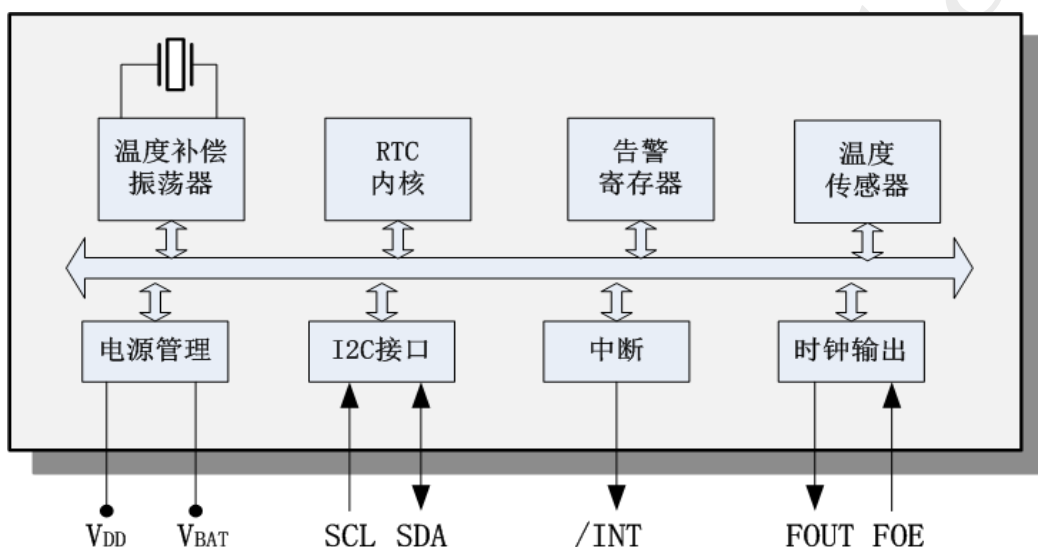 温度补偿
振荡器
RTC
内核
告警
寄存器
温度
传感器
电源管理
I2C接口
中断
时钟输出
VDD VBAT SCL SDA /INT FOUT FOE